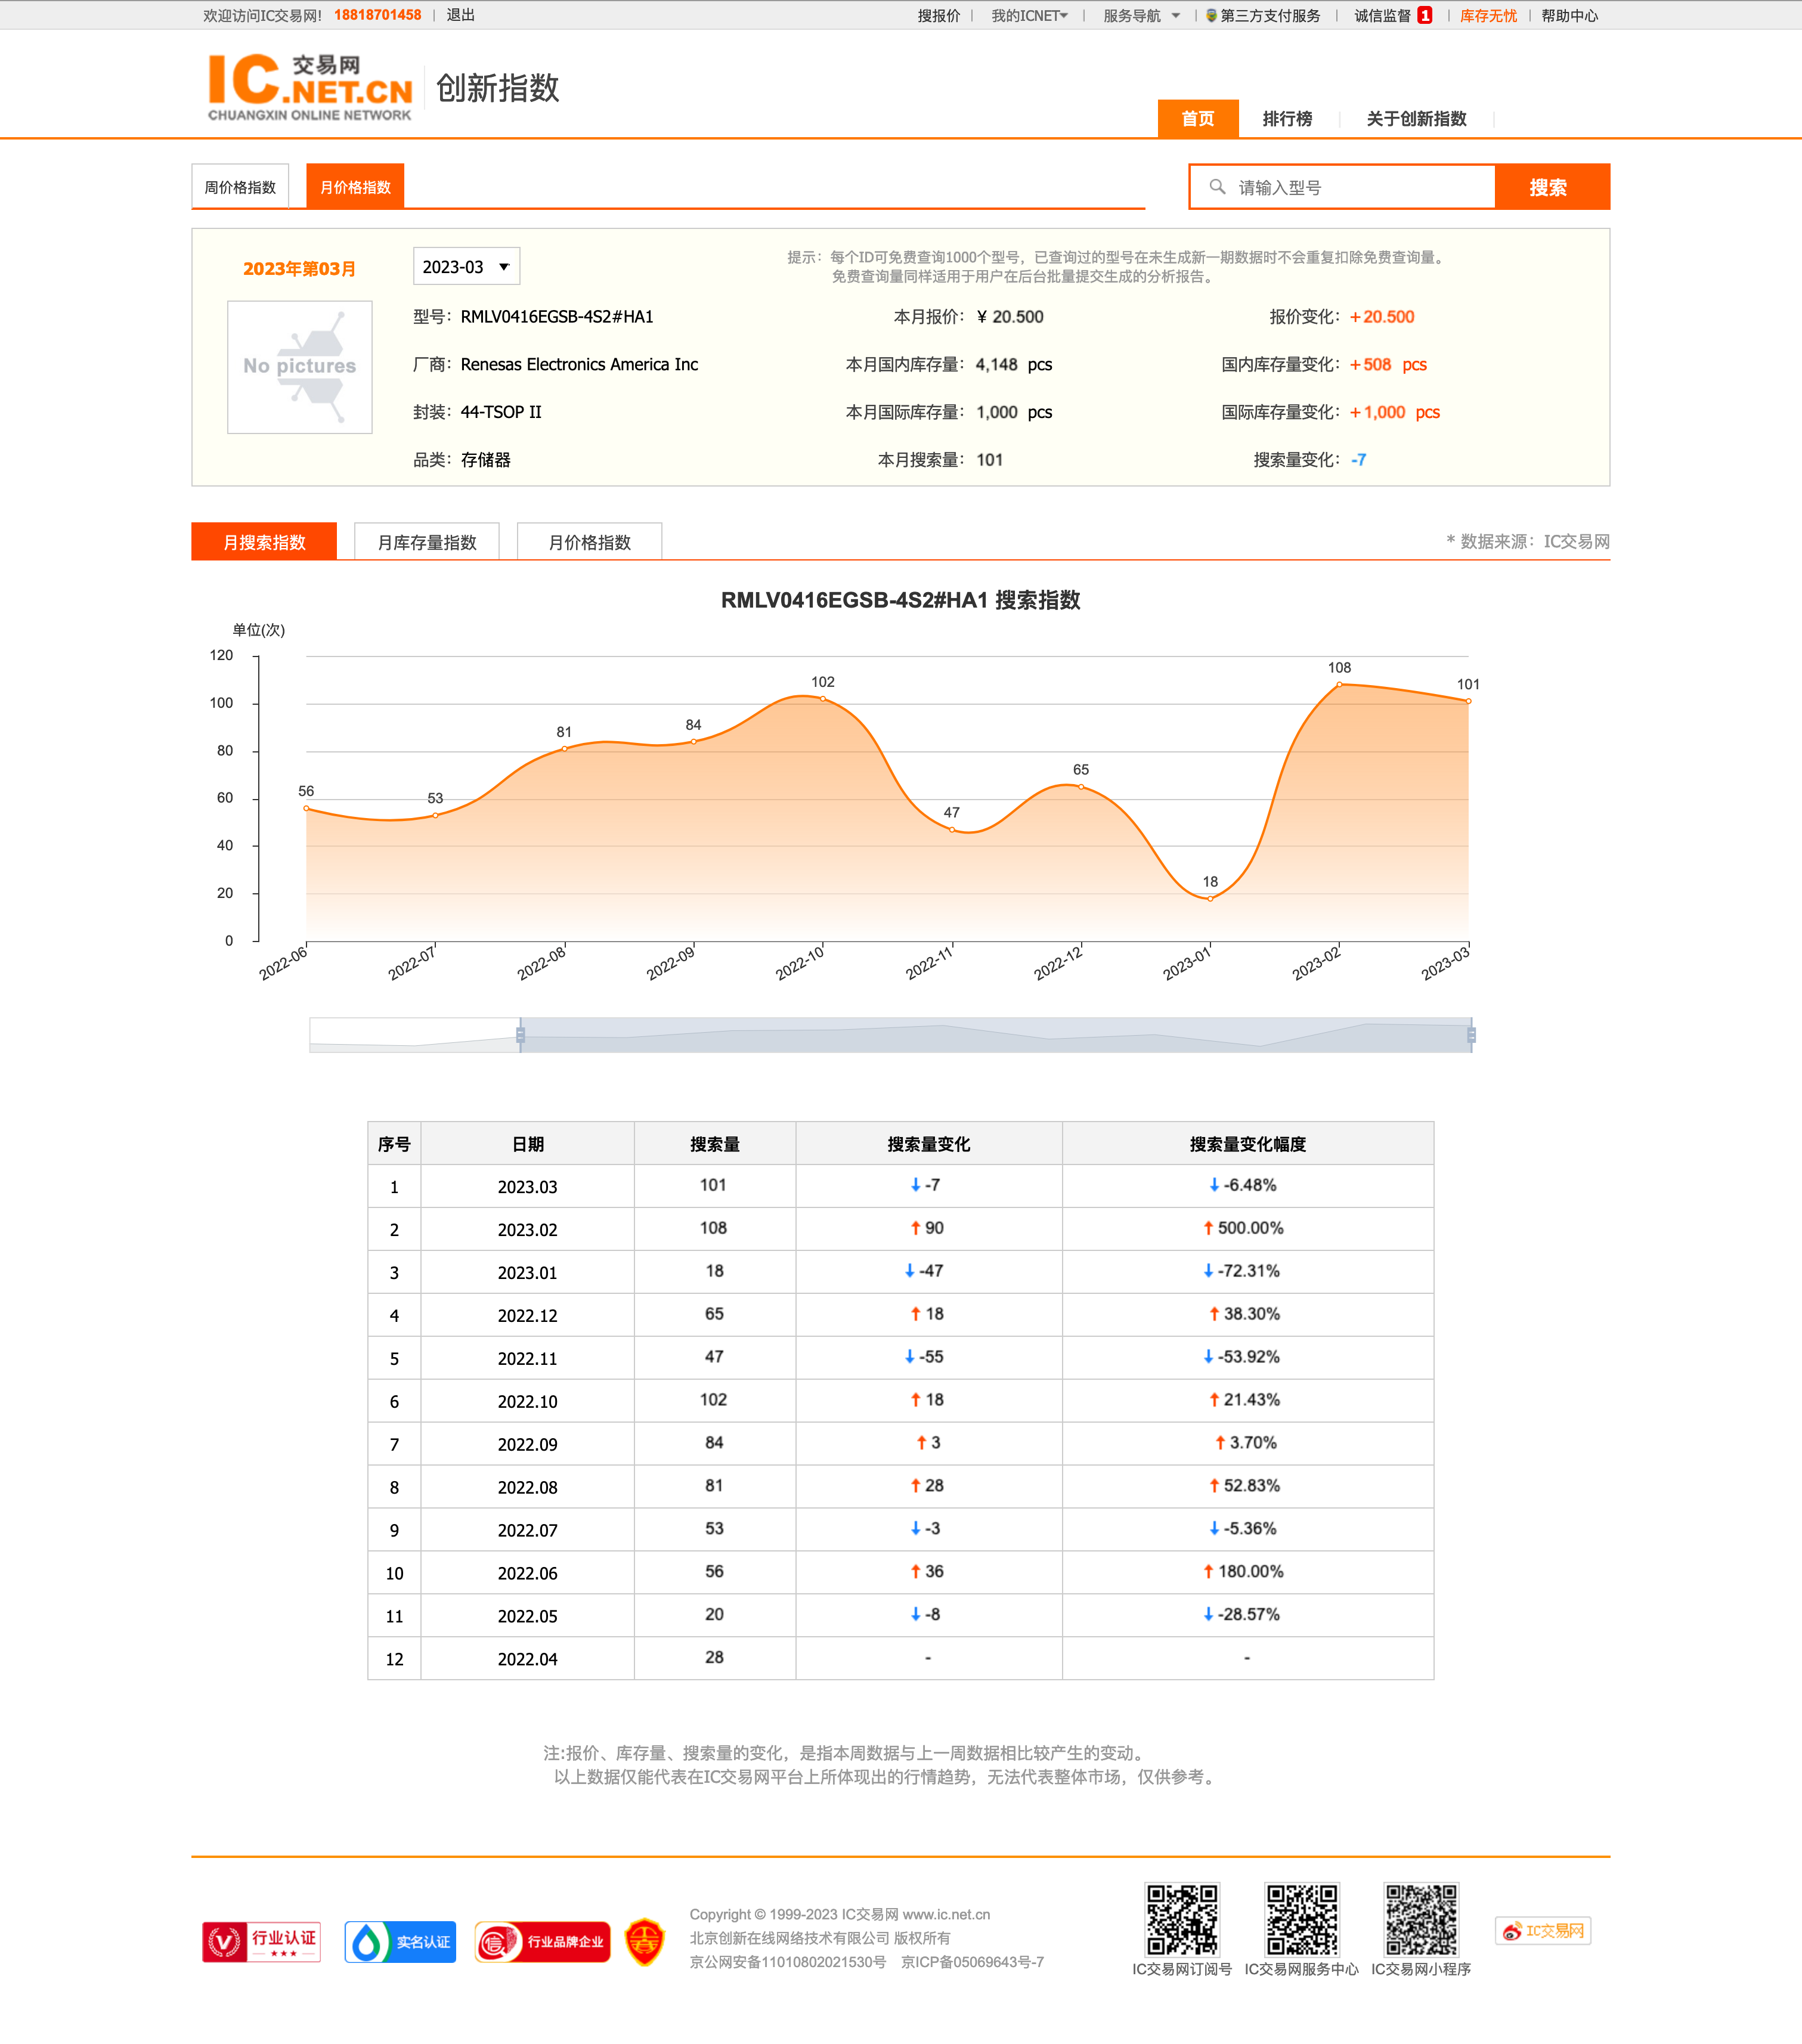 欢迎访问IC交易网! 18818701458 | 退出
搜报价 | 我的ICNET | 服务导航 | 第三方支付服务 | 诚信监督 1 | 库存无忧 | 帮助中心
IC交易网.NET.CN
CHUANGXIN ONLINE NETWORK
创新指数
首页 排行榜 关于创新指数
周价格指数 月价格指数 请输入型号 搜索
2023年第03月 2023-03
提示：每个ID可免费查询1000个型号，已查询过的型号在未生成新一期数据时不会重复扣除免费查询量。
免费查询量同样适用于用户在后台批量提交生成的分析报告。
No pictures
型号：RMLV0416EGSB-4S2#HA1 本月报价：¥ 20.500 报价变化：+20.500
厂商：Renesas Electronics America Inc 本月国内库存量：4,148 pcs 国内库存量变化：+508 pcs
封装：44-TSOP II 本月国际库存量：1,000 pcs 国际库存量变化：+1,000 pcs
品类：存储器 本月搜索量：101 搜索量变化：-7
月搜索指数 月库存量指数 月价格指数 * 数据来源：IC交易网
RMLV0416EGSB-4S2#HA1 搜索指数
单位(次)
120
100
80
60
40
20
0
56 53 81 84 102 47 65 18 108 101
2022-06 2022-07 2022-08 2022-09 2022-10 2022-11 2022-12 2023-01 2023-02 2023-03
序号 日期 搜索量 搜索量变化 搜索量变化幅度
1 2023.03 101 ↓ -7 ↓ -6.48%
2 2023.02 108 ↑ 90 ↑ 500.00%
3 2023.01 18 ↓ -47 ↓ -72.31%
4 2022.12 65 ↑ 18 ↑ 38.30%
5 2022.11 47 ↓ -55 ↓ -53.92%
6 2022.10 102 ↑ 18 ↑ 21.43%
7 2022.09 84 ↑ 3 ↑ 3.70%
8 2022.08 81 ↑ 28 ↑ 52.83%
9 2022.07 53 ↓ -3 ↓ -5.36%
10 2022.06 56 ↑ 36 ↑ 180.00%
11 2022.05 20 ↓ -8 ↓ -28.57%
12 2022.04 28 - -
注:报价、库存量、搜索量的变化，是指本周数据与上一周数据相比较产生的变动。
以上数据仅能代表在IC交易网平台上所体现出的行情趋势，无法代表整体市场，仅供参考。
行业认证
实名认证
信 行业品牌企业
Copyright © 1999-2023 IC交易网 www.ic.net.cn
北京创新在线网络技术有限公司 版权所有
京公网安备11010802021530号 京ICP备05069643号-7
IC交易网订阅号 IC交易网服务中心 IC交易网小程序
IC交易网